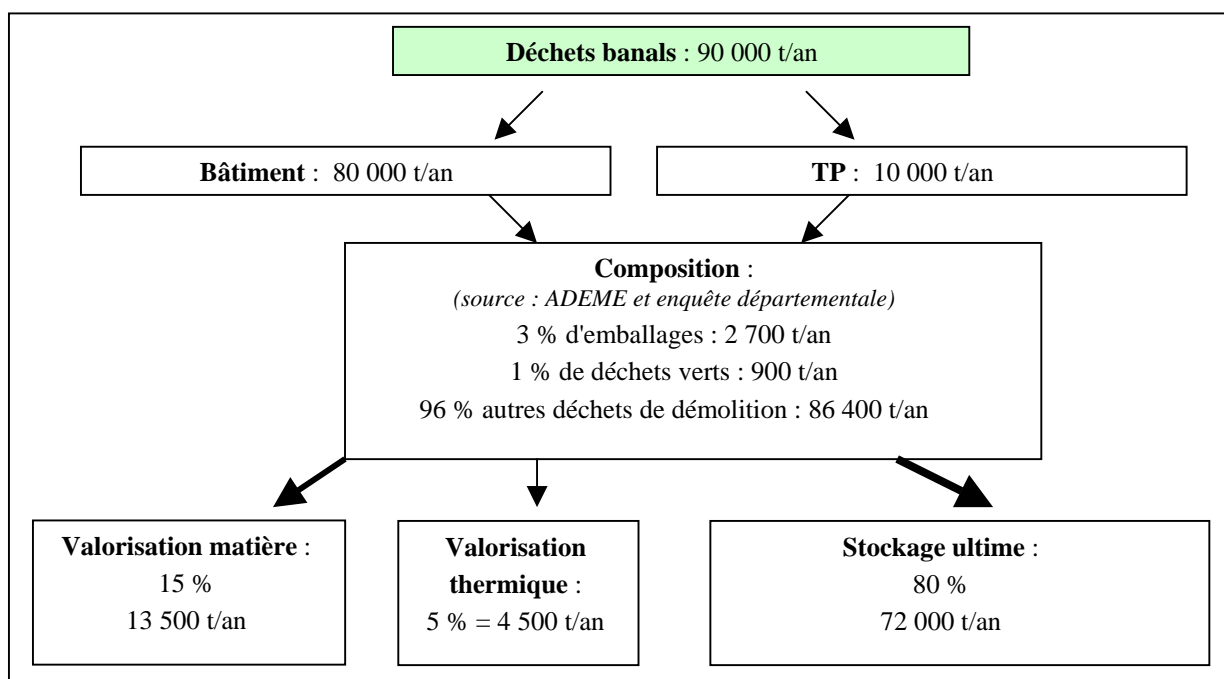 Déchets banals : 90 000 t/an
Bâtiment : 80 000 t/an
TP : 10 000 t/an
Composition :
(source : ADEME et enquête départementale)
3 % d'emballages : 2 700 t/an
1 % de déchets verts : 900 t/an
96 % autres déchets de démolition : 86 400 t/an
Valorisation matière :
15 %
13 500 t/an
Valorisation
thermique :
5 % = 4 500 t/an
Stockage ultime :
80 %
72 000 t/an